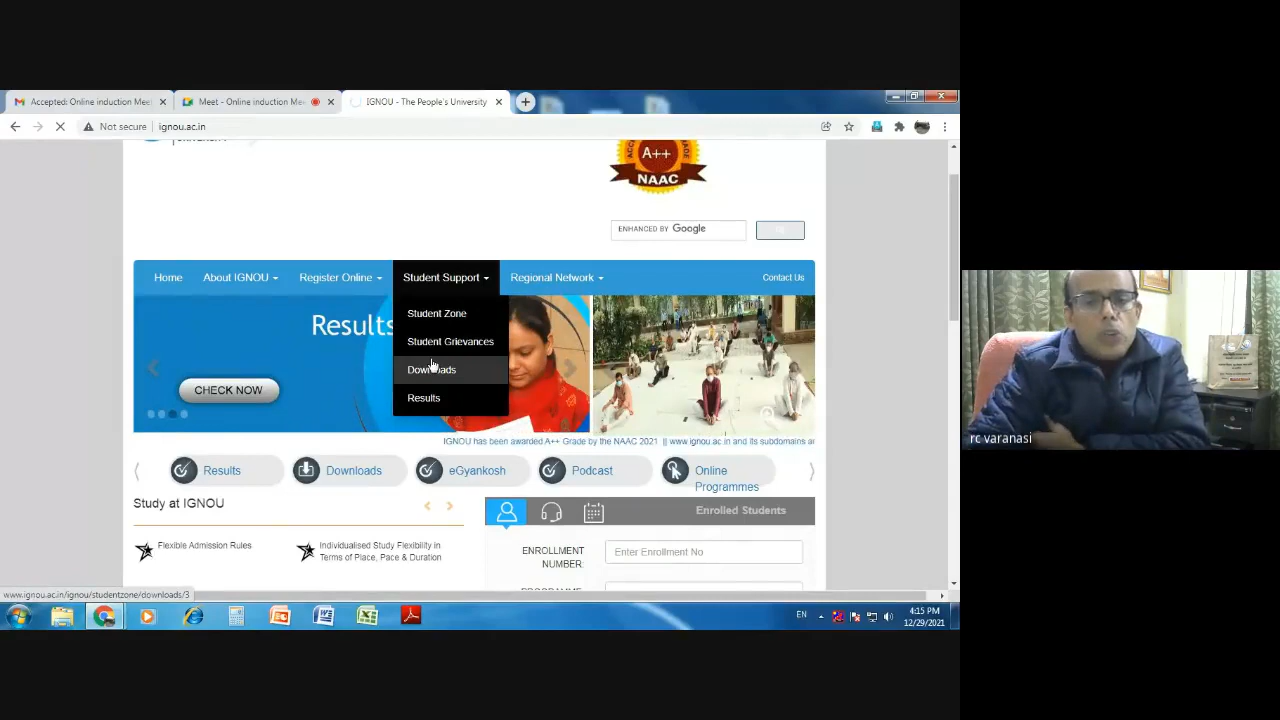 Accepted: Online induction Mee
Meet - Online induction Me
IGNOU - The People's University
Not secure
ignou.ac.in
A++
NAAC
ENHANCED BY Google
Home
About IGNOU
Register Online
Student Support
Regional Network
Contact Us
Student Zone
Student Grievances
Downloads
Results
Results
CHECK NOW
IGNOU has been awarded A++ Grade by the NAAC 2021 || www.ignou.ac.in and its subdomains ar
Results
Downloads
eGyankosh
Podcast
Online
Programmes
Study at IGNOU
Enrolled Students
Flexible Admission Rules
Individualised Study Flexibility in
Terms of Place, Pace & Duration
ENROLLMENT
NUMBER:
Enter Enrollment No
www.ignou.ac.in/ignou/studentzone/downloads/3
EN
4:15 PM
12/29/2021
rc varanasi